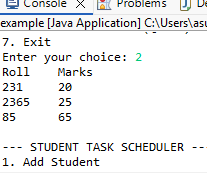 Console × Problems D
example [Java Application] C:\Users\asu
7. Exit
Enter your choice: 2
Roll Marks
231 20
2365 25
85 65
--- STUDENT TASK SCHEDULER --
1. Add Student